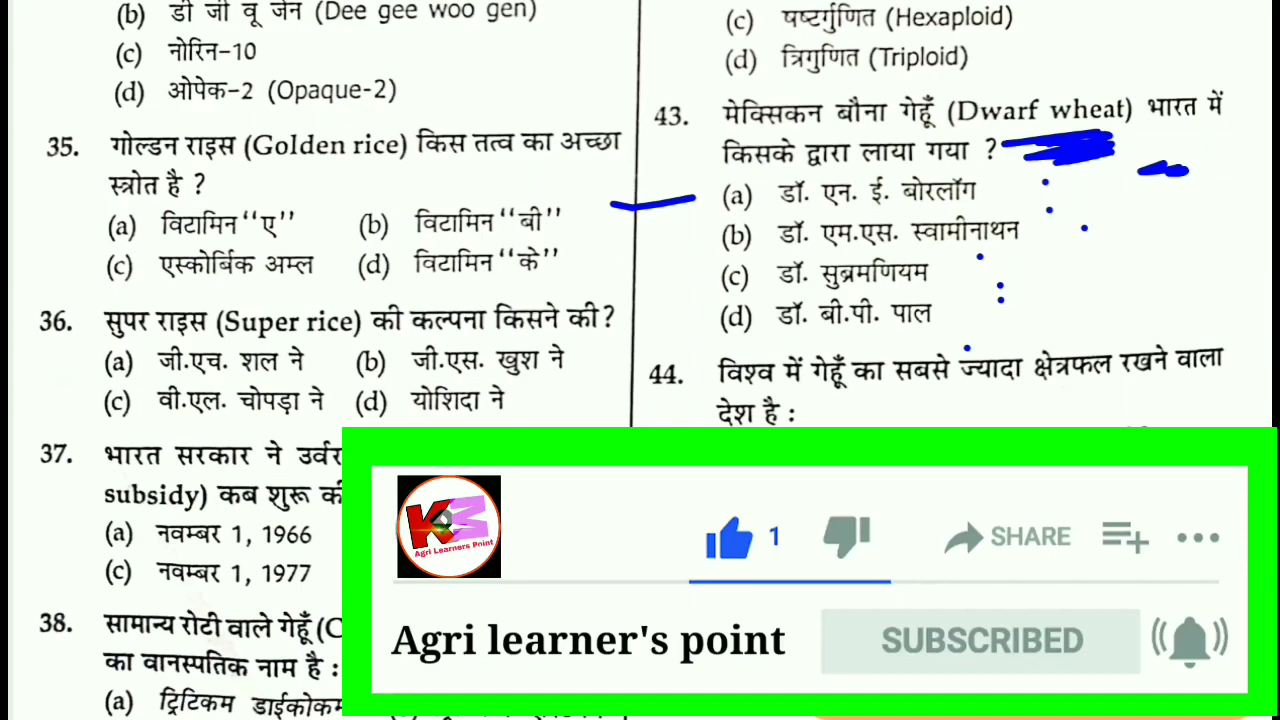 (b) डी जी वू जेन (Dee gee woo gen)
(c) नोरिन-10
(d) ओपेक-2 (Opaque-2)
35. गोल्डन राइस (Golden rice) किस तत्व का अच्छा
स्त्रोत है ?
(a) विटामिन ‘‘ए’’ (b) विटामिन ‘‘बी’’
(c) एस्कोर्बिक अम्ल (d) विटामिन ‘‘के’’
36. सुपर राइस (Super rice) की कल्पना किसने की?
(a) जी.एच. शल ने (b) जी.एस. खुश ने
(c) वी.एल. चोपड़ा ने (d) योशिदा ने
37. भारत सरकार ने उर्वर
subsidy) कब शुरू की
(a) नवम्बर 1, 1966
(c) नवम्बर 1, 1977
38. सामान्य रोटी वाले गेहूँ (C
का वानस्पतिक नाम है :
(a) ट्रिटिकम डाईकोकम
(c) षष्टर्गुणित (Hexaploid)
(d) त्रिगुणित (Triploid)
43. मेक्सिकन बौना गेहूँ (Dwarf wheat) भारत में
किसके द्वारा लाया गया ?
(a) डॉ. एन. ई. बोरलॉग
(b) डॉ. एम.एस. स्वामीनाथन
(c) डॉ. सुब्रमणियम
(d) डॉ. बी.पी. पाल
44. विश्व में गेहूँ का सबसे ज्यादा क्षेत्रफल रखने वाला
देश है :
KM
Agri Learners Point
1
SHARE
Agri learner's point
SUBSCRIBED